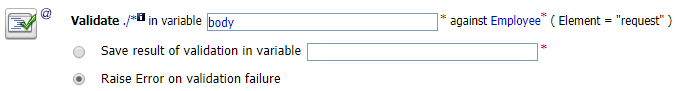 @ Validate ./* in variable body * against Employee* ( Element = "request" )
Save result of validation in variable *
Raise Error on validation failure